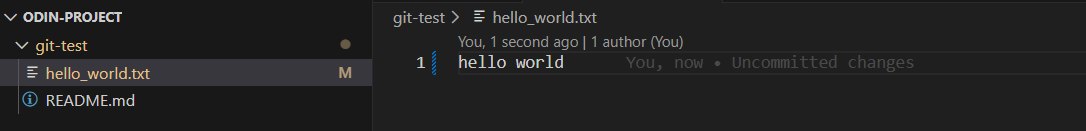 ODIN-PROJECT
git-test
hello_world.txt M
README.md
git-test > hello_world.txt
You, 1 second ago | 1 author (You)
1 hello world You, now • Uncommitted changes